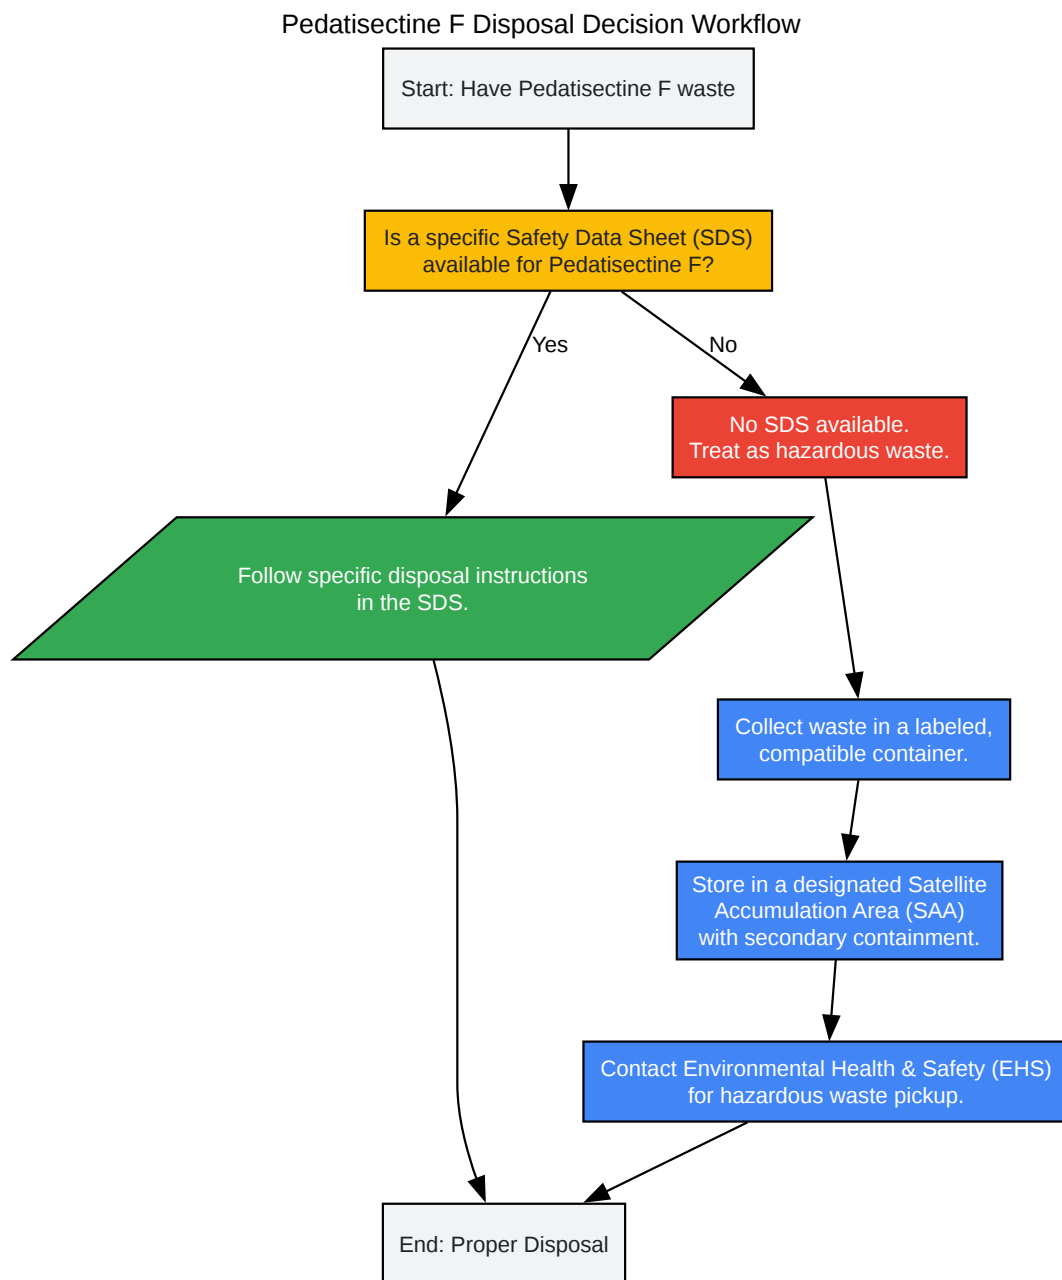 Pedatisectine F Disposal Decision Workflow
Start: Have Pedatisectine F waste
Is a specific Safety Data Sheet (SDS)
available for Pedatisectine F?
Yes
No
No SDS available.
Treat as hazardous waste.
Follow specific disposal instructions
in the SDS.
Collect waste in a labeled,
compatible container.
Store in a designated Satellite
Accumulation Area (SAA)
with secondary containment.
Contact Environmental Health & Safety (EHS)
for hazardous waste pickup.
End: Proper Disposal